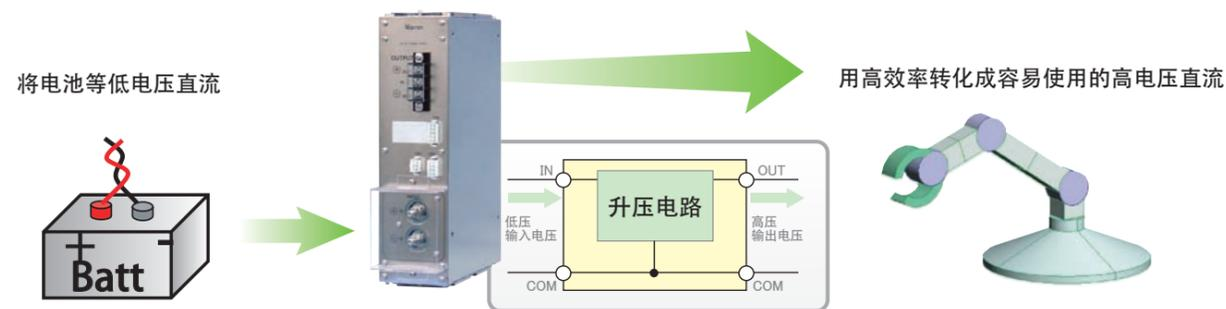 将电池等低电压直流
Batt
OUTPUT
用高效率转化成容易使用的高电压直流
IN
OUT
升压电路
低压
输入电压
高压
输出电压
COM
COM